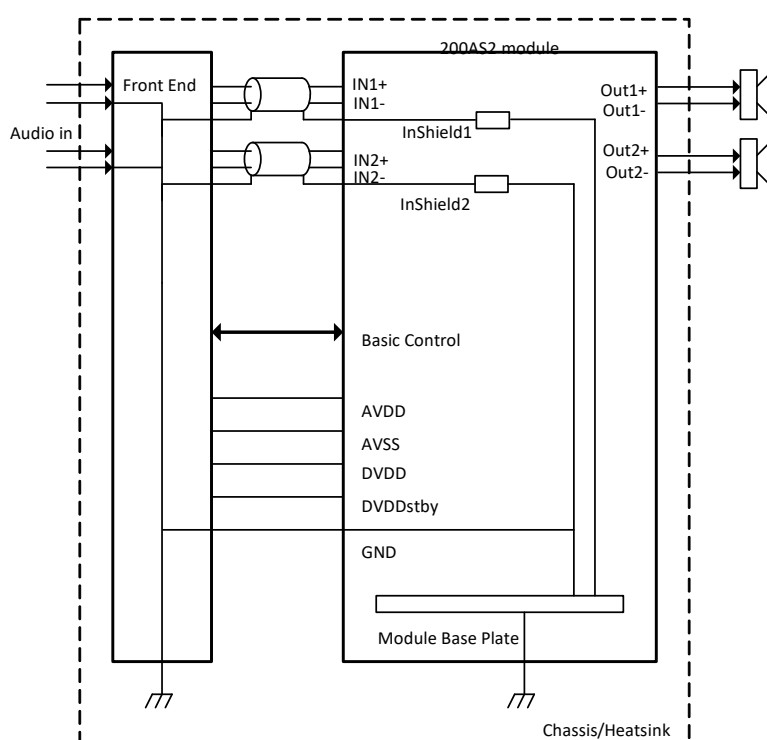 200AS2 module
Front End
IN1+
IN1-
Out1+
Out1-
Audio in
InShield1
IN2+
IN2-
Out2+
Out2-
InShield2
Basic Control
AVDD
AVSS
DVDD
DVDDstby
GND
Module Base Plate
Chassis/Heatsink